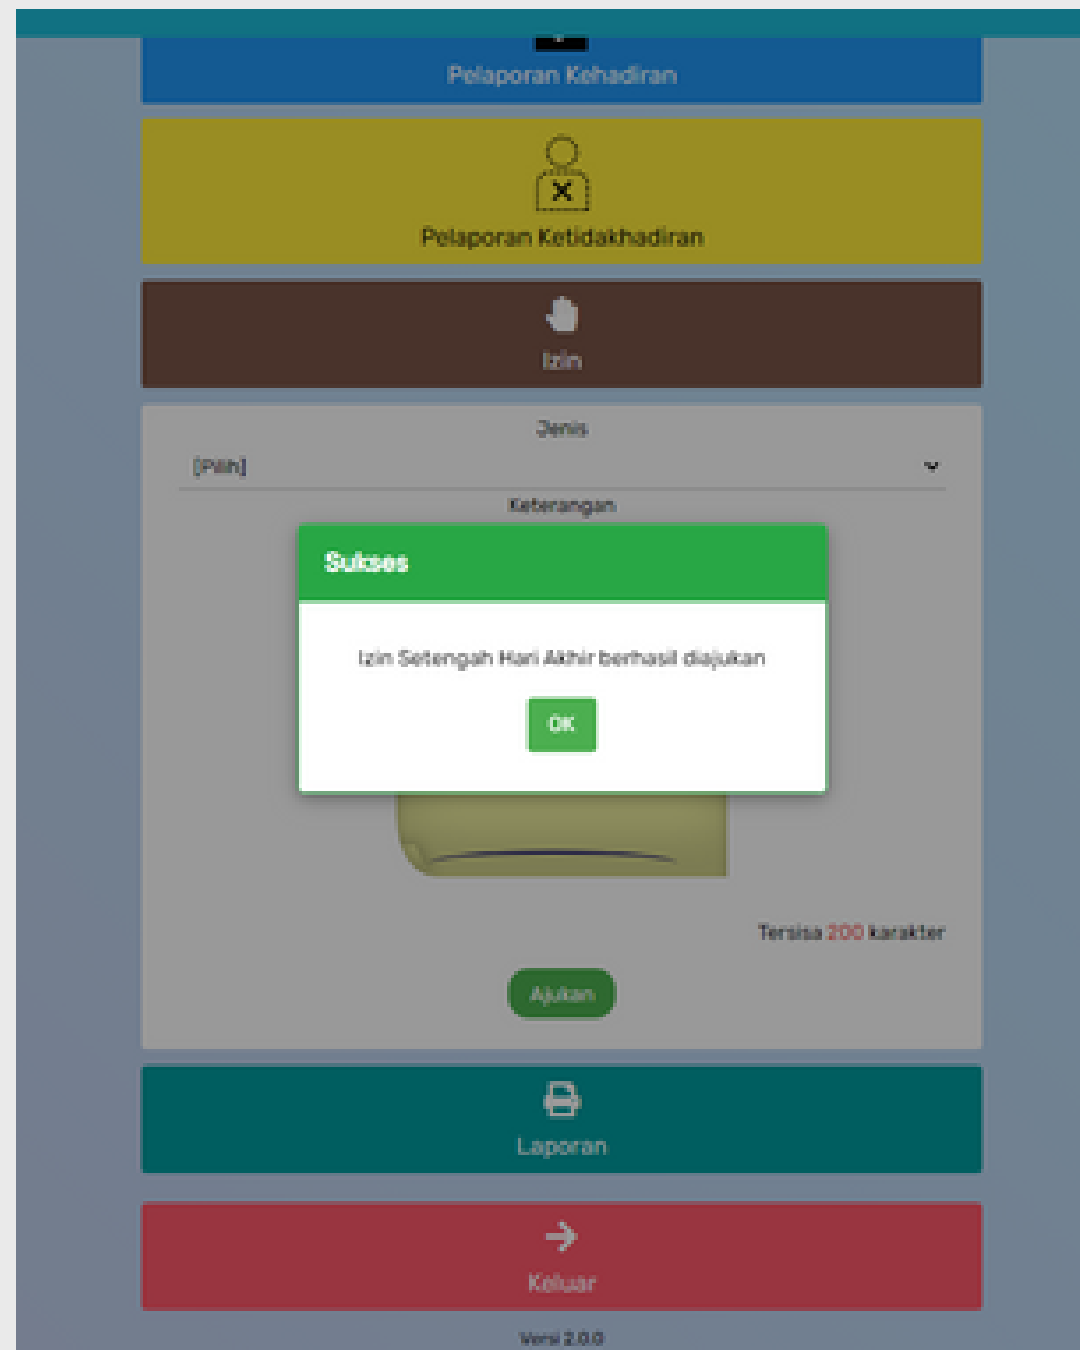 Pelaporan Kehadiran
Pelaporan Ketidakhadiran
Izin
Jenis
[Pilih]
Keterangan
Sukses
Izin Setengah Hari Akhir berhasil diajukan
OK
Tersisa 200 karakter
Ajukan
Laporan
Keluar
Versi 2.0.0